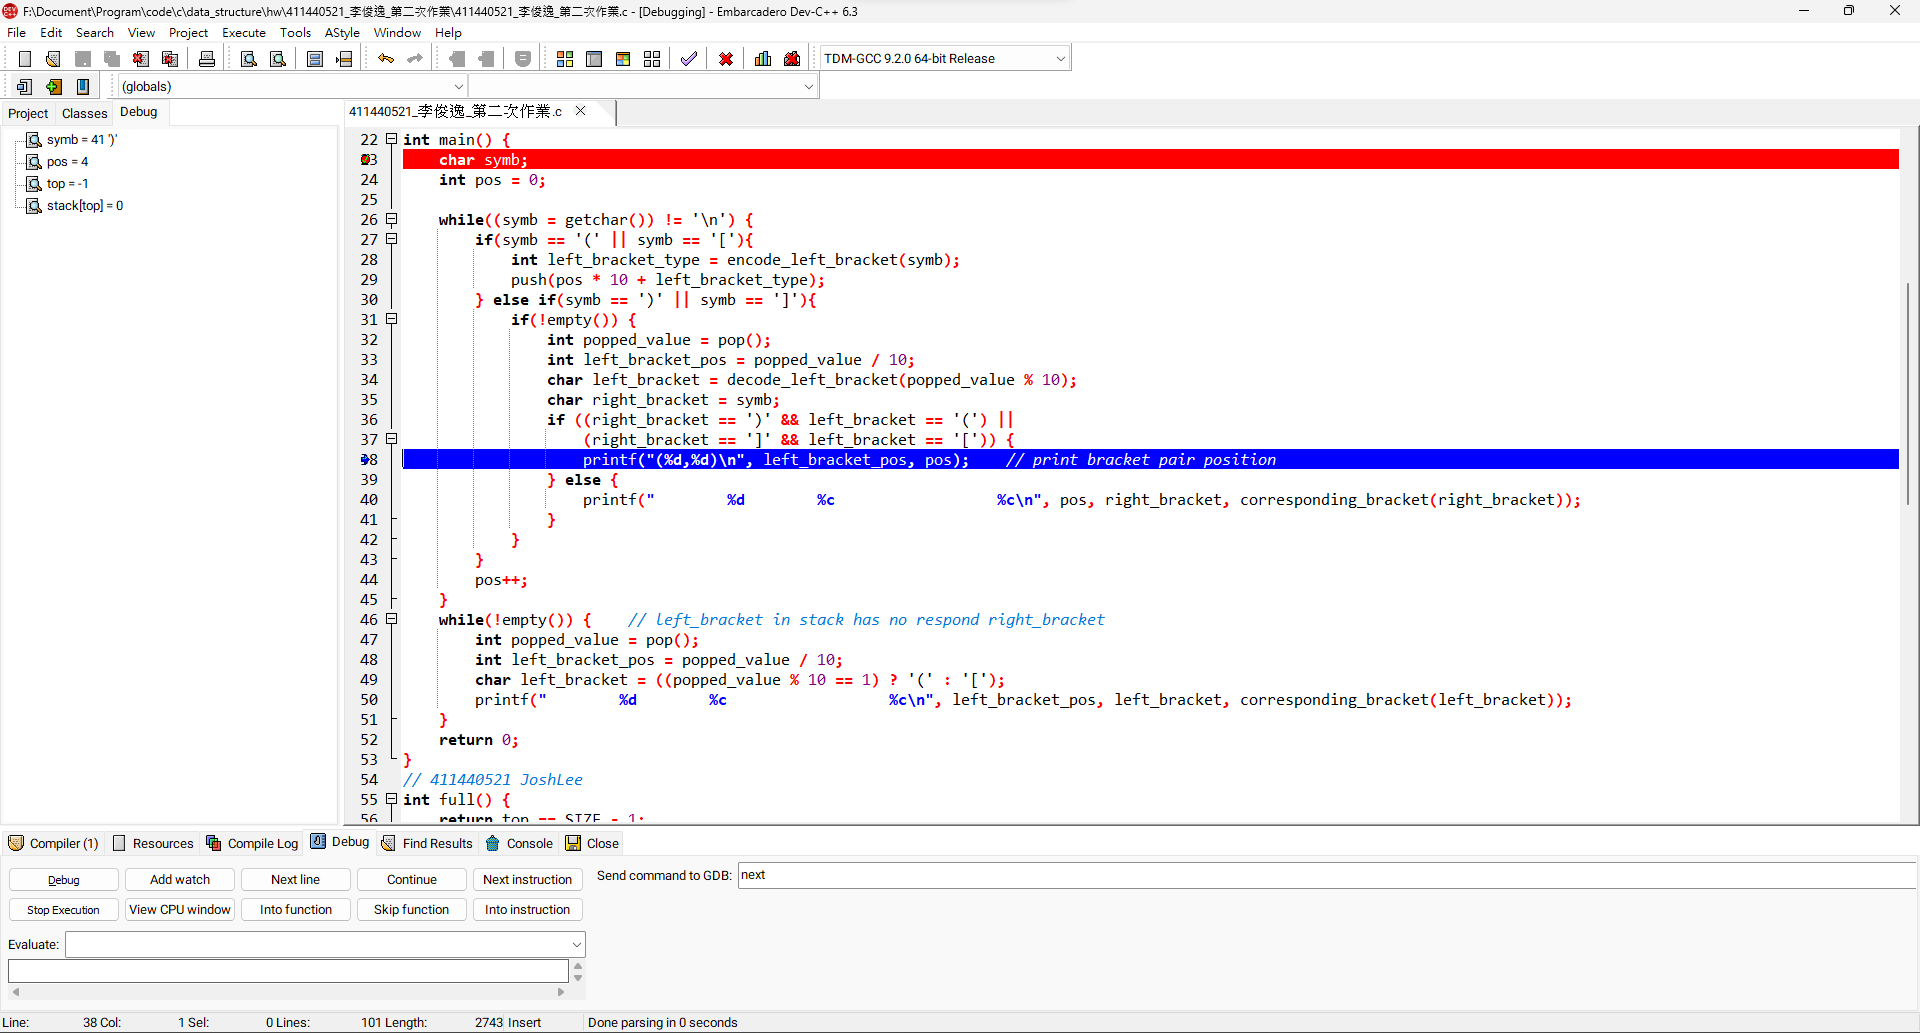 F:\Document\Program\code\c\data_structure\hw\411440521_李俊逸_第二次作業\411440521_李俊逸_第二次作業.c - [Debugging] - Embarcadero Dev-C++ 6.3
File Edit Search View Project Execute Tools AStyle Window Help
TDM-GCC 9.2.0 64-bit Release
(globals)
Project Classes Debug
411440521_李俊逸_第二次作業.c
symb = 41 ')'
pos = 4
top = -1
stack[top] = 0
22 int main() {
23     char symb;
24     int pos = 0;
25
26     while((symb = getchar()) != '\n') {
27         if(symb == '(' || symb == '['){
28             int left_bracket_type = encode_left_bracket(symb);
29             push(pos * 10 + left_bracket_type);
30         } else if(symb == ')' || symb == ']'){
31             if(!empty()) {
32                 int popped_value = pop();
33                 int left_bracket_pos = popped_value / 10;
34                 char left_bracket = decode_left_bracket(popped_value % 10);
35                 char right_bracket = symb;
36                 if ((right_bracket == ')' && left_bracket == '(') ||
37                     (right_bracket == ']' && left_bracket == '[')) {
38                     printf("(%d,%d)\n", left_bracket_pos, pos);    // print bracket pair position
39                 } else {
40                     printf("        %d        %c                  %c\n", pos, right_bracket, corresponding_bracket(right_bracket));
41                 }
42             }
43         }
44         pos++;
45     }
46     while(!empty()) {    // left_bracket in stack has no respond right_bracket
47         int popped_value = pop();
48         int left_bracket_pos = popped_value / 10;
49         char left_bracket = ((popped_value % 10 == 1) ? '(' : '[');
50         printf("        %d        %c                  %c\n", left_bracket_pos, left_bracket, corresponding_bracket(left_bracket));
51     }
52     return 0;
53 }
54 // 411440521 JoshLee
55 int full() {
56     return top == SIZE - 1;
Compiler (1) Resources Compile Log Debug Find Results Console Close
Debug Add watch Next line Continue Next instruction
Send command to GDB: next
Stop Execution View CPU window Into function Skip function Into instruction
Evaluate:
Line: 38 Col: 1 Sel: 0 Lines: 101 Length: 2743 Insert Done parsing in 0 seconds